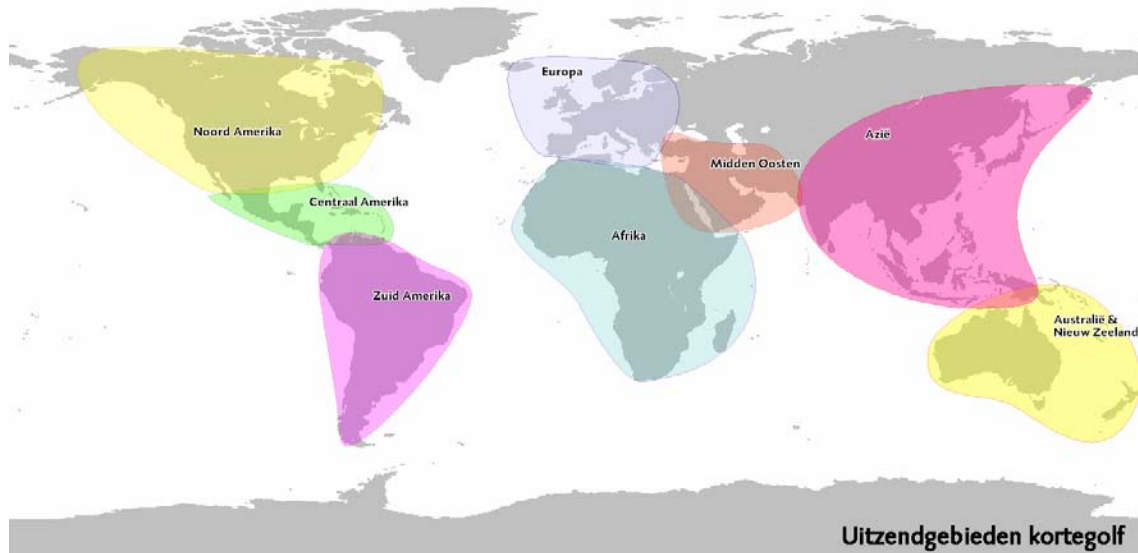 Europa
Noord Amerika
Azië
Midden Oosten
Centraal Amerika
Afrika
Zuid Amerika
Australië &
Nieuw Zeeland
Uitzendgebieden kortegolf